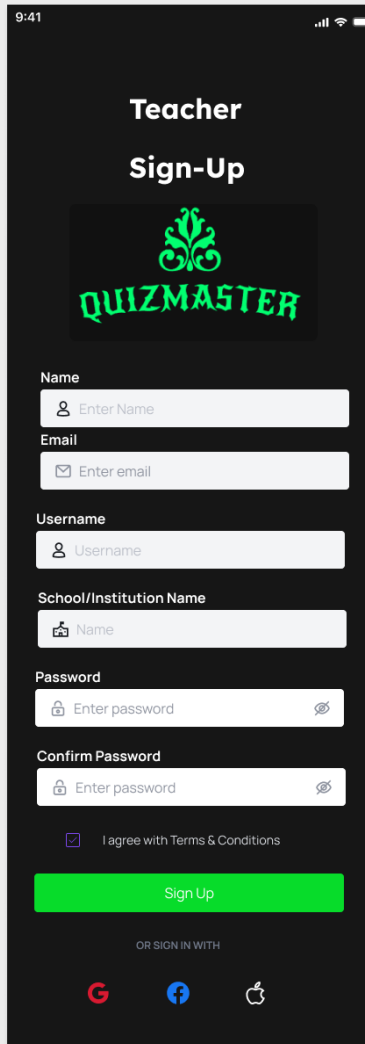 9:41
Teacher
Sign-Up
QUIZMASTER
Name
Enter Name
Email
Enter email
Username
Username
School/Institution Name
Name
Password
Enter password
Confirm Password
Enter password
I agree with Terms & Conditions
Sign Up
OR SIGN IN WITH